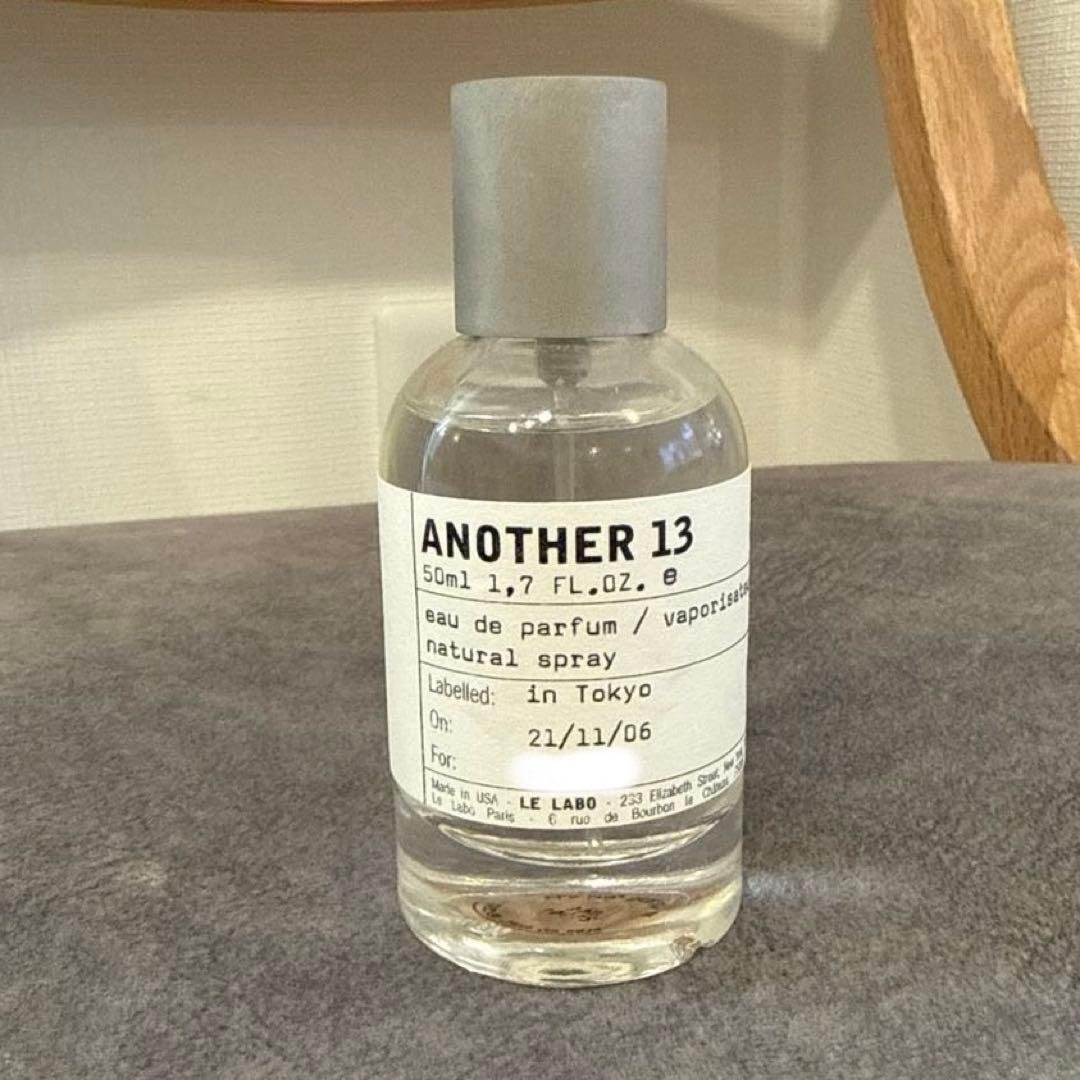 ANOTHER 13
50ml 1,7 FL.OZ. e
eau de parfum / vaporisate
natural spray
Labelled: in Tokyo
On: 21/11/06
For:
Made in USA - LE LABO - 233 Elizabeth Street, New York
Le Labo Paris - 6 rue de Bourbon le Château